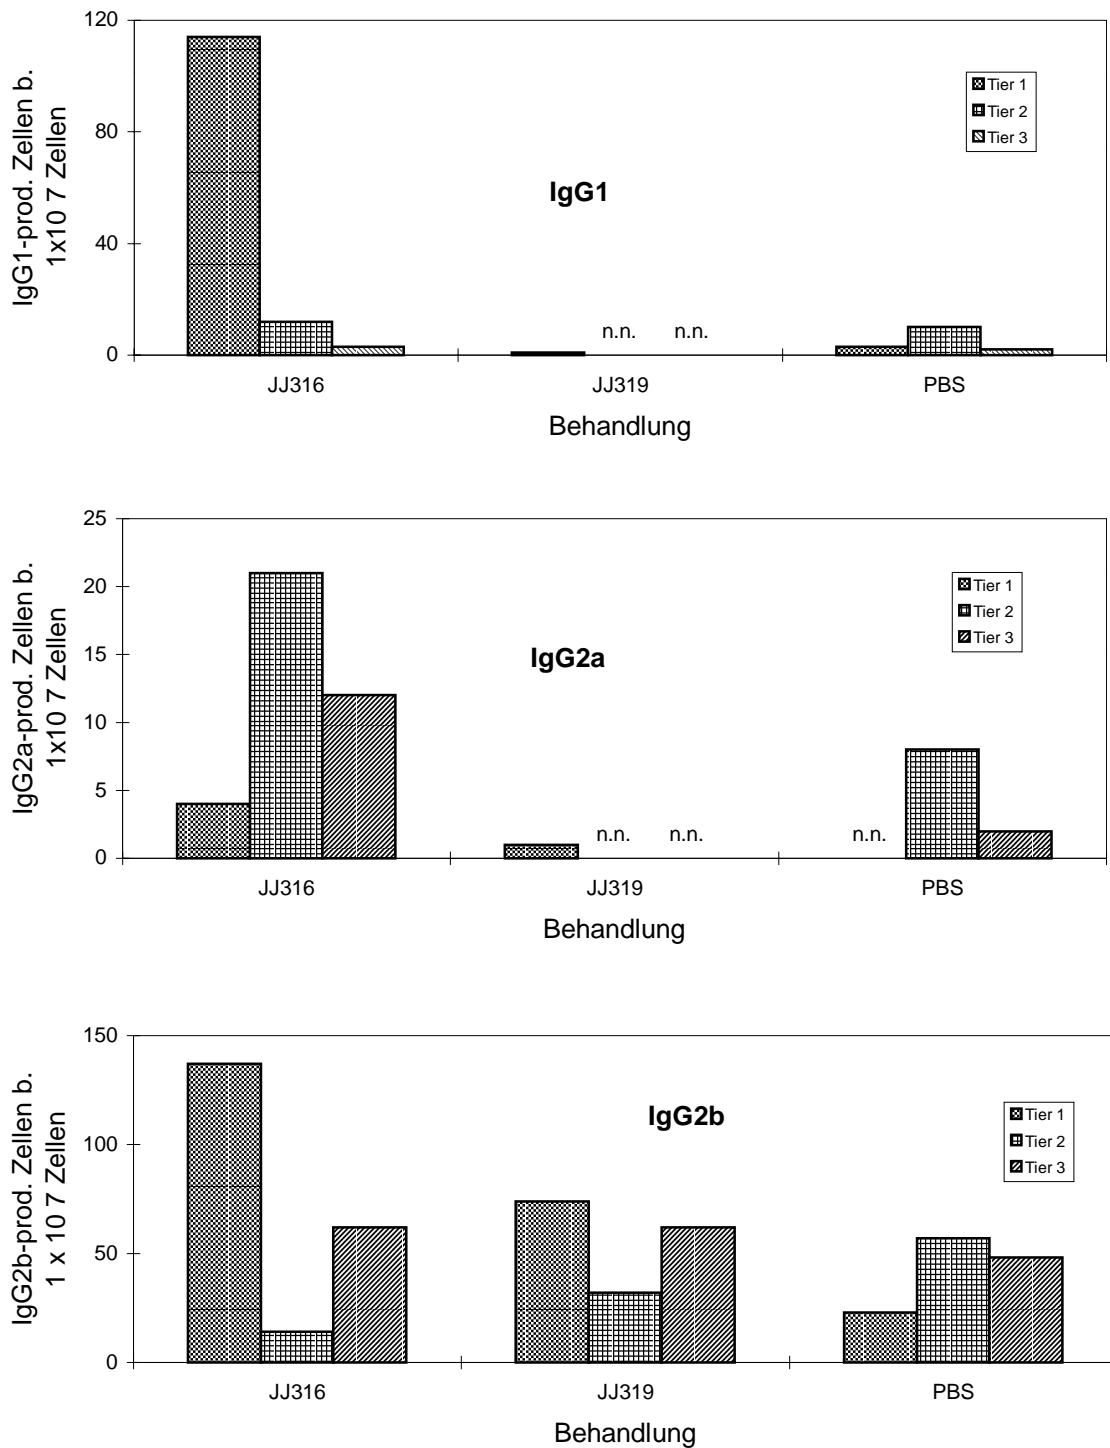 120
80
40
0
IgG1-prod. Zellen b.
1x10 7 Zellen
IgG1
Tier 1
Tier 2
Tier 3
n.n.
n.n.
JJ316
JJ319
PBS
Behandlung
25
20
15
10
5
0
IgG2a-prod. Zellen b.
1x10 7 Zellen
IgG2a
Tier 1
Tier 2
Tier 3
n.n.
n.n.
n.n.
JJ316
JJ319
PBS
Behandlung
150
100
50
0
IgG2b-prod. Zellen b.
1 x 10 7 Zellen
IgG2b
Tier 1
Tier 2
Tier 3
JJ316
JJ319
PBS
Behandlung